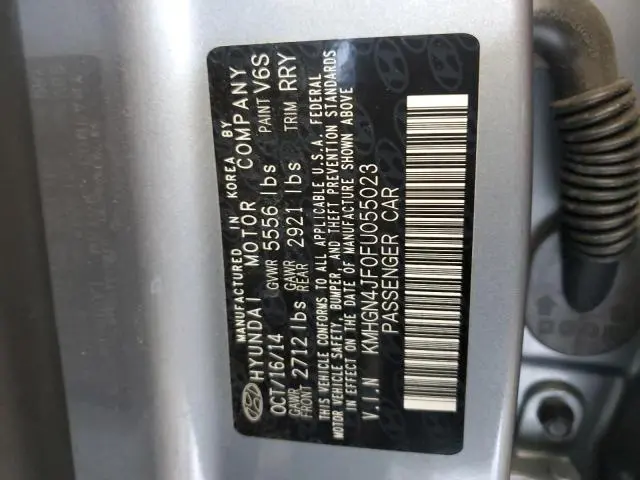 MANUFACTURED IN KOREA BY
HYUNDAI MOTOR COMPANY
OCT/16/14 GVWR 5556 lbs PAINT V6S
GAWR FRONT 2712 lbs GAWR REAR 2921 lbs TRIM RRY
THIS VEHICLE CONFORMS TO ALL APPLICABLE U.S.A. FEDERAL
MOTOR VEHICLE SAFETY, BUMPER, AND THEFT PREVENTION STANDARDS
IN EFFECT ON THE DATE OF MANUFACTURE SHOWN ABOVE
V.I.N KMHGN4JF0FU055023
PASSENGER CAR